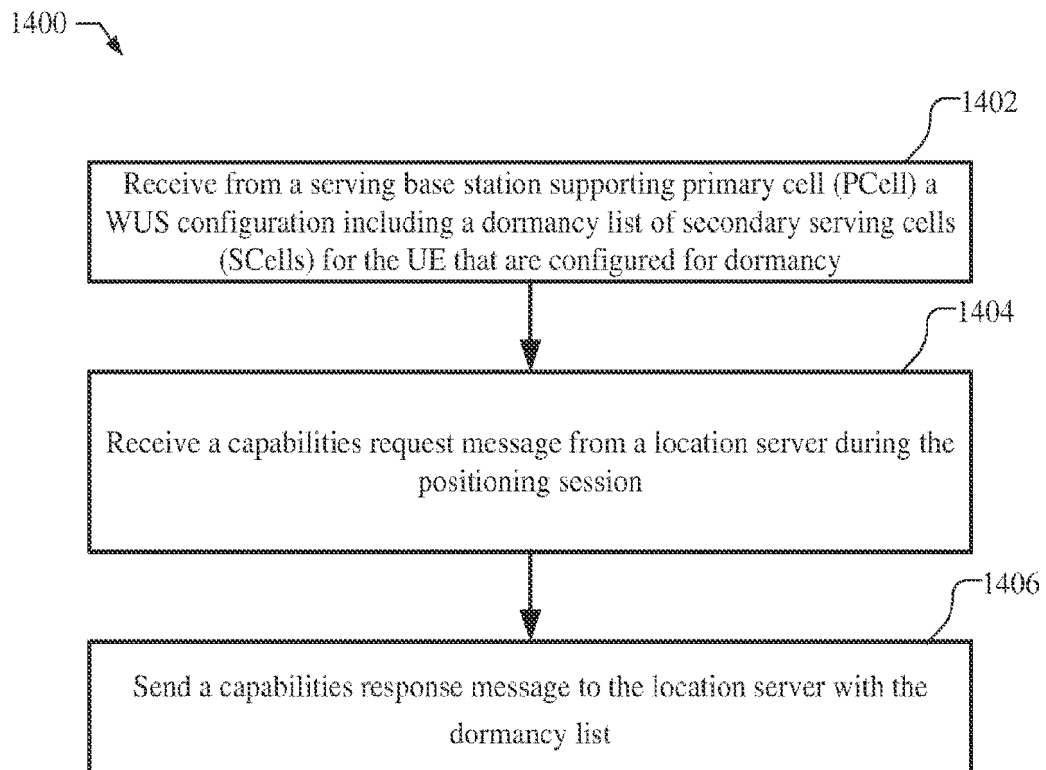 1400
1402
Receive from a serving base station supporting primary cell (PCell) a
WUS configuration including a dormancy list of secondary serving cells
(SCells) for the UE that are configured for dormancy
1404
Receive a capabilities request message from a location server during the
positioning session
1406
Send a capabilities response message to the location server with the
dormancy list